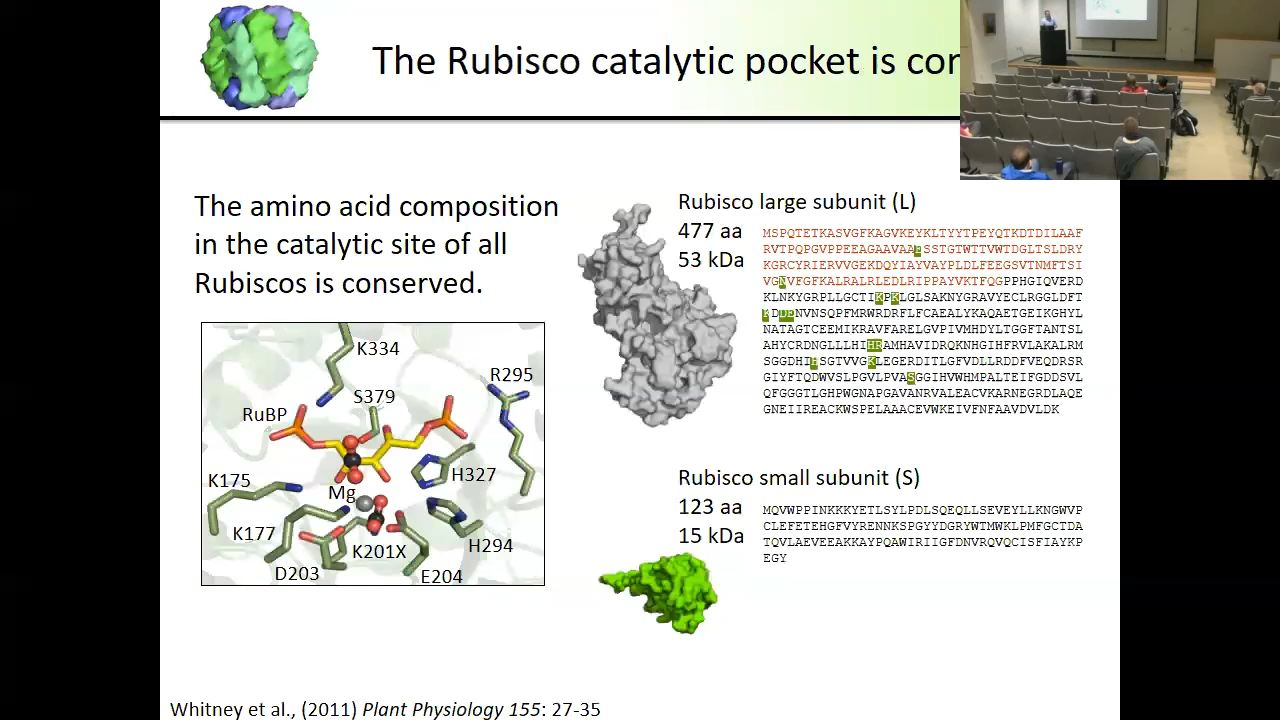 The Rubisco catalytic pocket is con
The amino acid composition
in the catalytic site of all
Rubiscos is conserved.
K334
R295
S379
RuBP
H327
K175
Mg
K177
K201X
H294
D203
E204
Rubisco large subunit (L)
477 aa
53 kDa
MSPQTETKASVGFKAGVKEYKLTYYTPEYQTKDTDILAAF
RVTPQPGVPPEEAGAAVAAESSTGTWTTVWTDGLTSLDRY
KGRCYRIERVVGEKDQYIAYVAYPLDLFEEGSVTNMFTSI
VGNVFGFKALRALRLEDLRIPPAYVKTFQGPPHGIQVERD
KLNKYGRPLLGCTIKPKLGLSAKNYGRAVYECLRGGLDFT
KDDENVNSQPFMRWRDRFLFCAEALYKAQAETGEIKGHYL
NATAGTCEEMIKRAVFARELGVPIVMHDYLTGGFTANTSL
AHYCRDNGLLLHIHRAMHAVIDRQKNHGIHFRVLAKALRM
SGGDHIHSGTVVGKLEGERDITLGFVDLLRDDFVEQDRSR
GIYFTQDWVSLPGVLPVASGGIHVWHMPALTEIFGDDSVL
QFGGGTLGHPWGNAPGAVANRVALEACVKARNEGRDLAQE
GNEIIREACKWSPELAAACEVWKEIVFNFAAVDVLDK
Rubisco small subunit (S)
123 aa
15 kDa
MQVWPPINKKKYETLSYLPDLSQEQLLSEVEYLLKNGWVP
CLEFETEHGFVYRENNKSPGYYDGRYWTMWKLPMFGCTDA
TQVLAEVEEAKKAYPQAWIRIIGFDNVRQVQCISFIAYKP
EGY
Whitney et al., (2011) Plant Physiology 155: 27-35